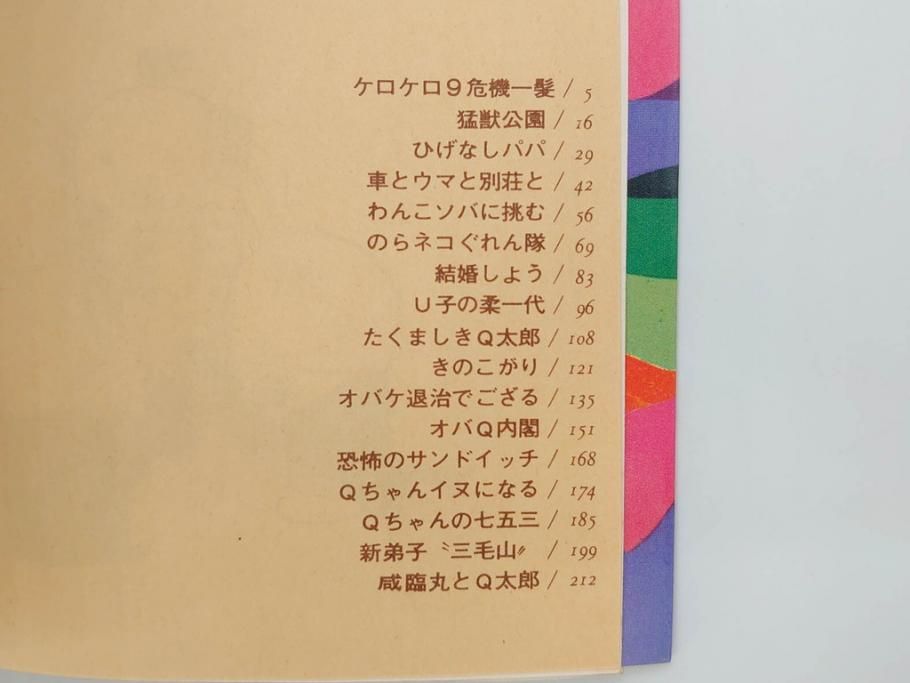 ケロケロ9危機一髪 / 5
猛獣公園 / 16
ひげなしパパ / 29
車とウマと別荘と / 42
わんこソバに挑む / 56
のらネコぐれん隊 / 69
結婚しよう / 83
U子の柔一代 / 96
たくましきQ太郎 / 108
きのこがり / 121
オバケ退治でござる / 135
オバQ内閣 / 151
恐怖のサンドイッチ / 168
Qちゃんイヌになる / 174
Qちゃんの七五三 / 185
新弟子〝三毛山〟 / 199
咸臨丸とQ太郎 / 212